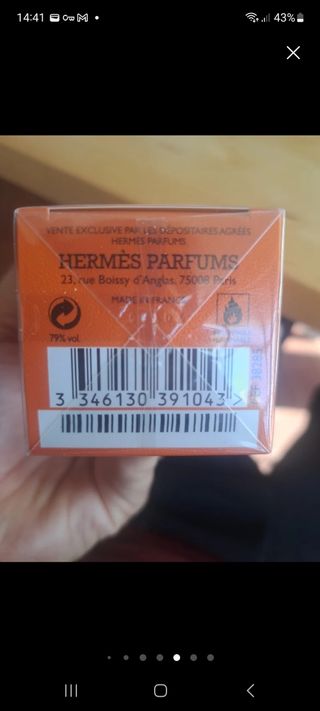 14:41
43%
VENTE EXCLUSIVE PAR LES DÉPOSITAIRES AGRÉÉS
HERMÈS PARFUMS
HERMÈS PARFUMS
23, rue Boissy d'Anglas, 75008 Paris
MADE IN FRANCE
79% vol.
3 346130 391043 >